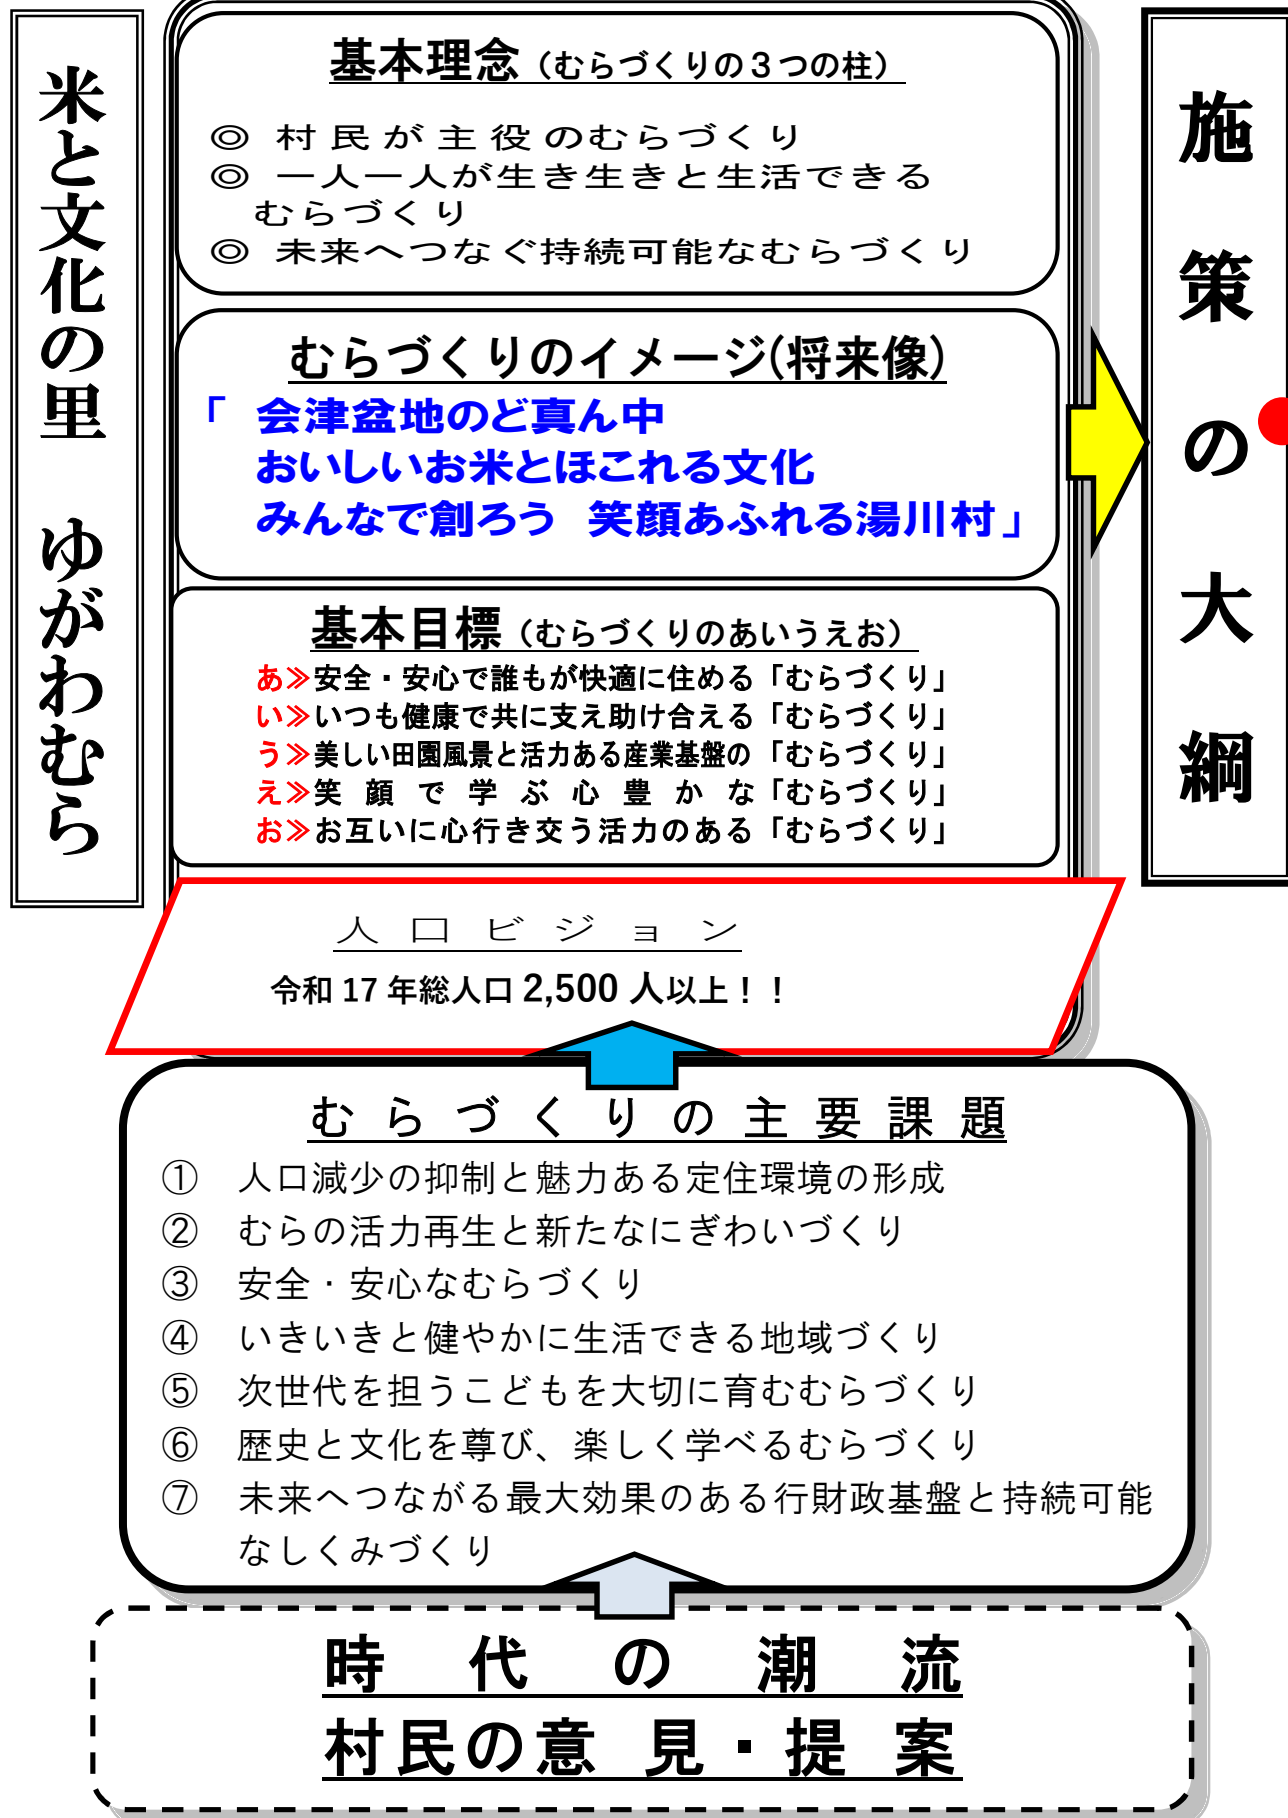 米と文化の里　ゆがわむら
基本理念（むらづくりの３つの柱）
◎ 村民が主役のむらづくり
◎ 一人一人が生き生きと生活できる
むらづくり
◎ 未来へつなぐ持続可能なむらづくり
むらづくりのイメージ(将来像)
「 会津盆地のど真ん中
おいしいお米とほこれる文化
みんなで創ろう　笑顔あふれる湯川村」
基本目標（むらづくりのあいうえお）
あ≫安全・安心で誰もが快適に住める「むらづくり」
い≫いつも健康で共に支え助け合える「むらづくり」
う≫美しい田園風景と活力ある産業基盤の「むらづくり」
え≫笑顔で学ぶ心豊かな「むらづくり」
お≫お互いに心行き交う活力のある「むらづくり」
人口ビジョン
令和 17 年総人口 2,500 人以上！！
むらづくりの主要課題
①　人口減少の抑制と魅力ある定住環境の形成
②　むらの活力再生と新たなにぎわいづくり
③　安全・安心なむらづくり
④　いきいきと健やかに生活できる地域づくり
⑤　次世代を担うこどもを大切に育むむらづくり
⑥　歴史と文化を尊び、楽しく学べるむらづくり
⑦　未来へつながる最大効果のある行財政基盤と持続可能
なしくみづくり
時代の潮流
村民の意見・提案
施策の大綱